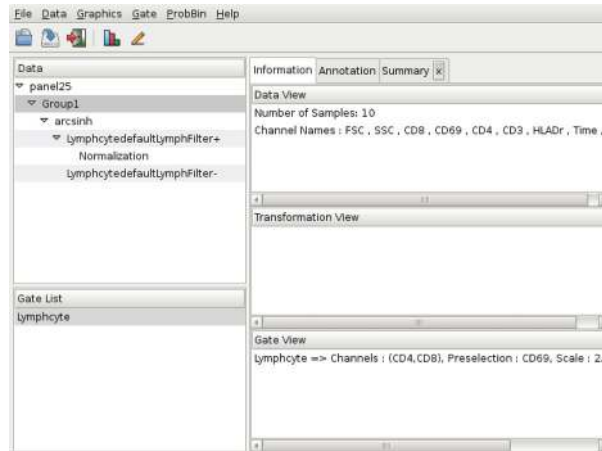 File Data Graphics Gate ProbBin Help
Data
panel25
Group1
arcsinh
LymphcytedefaultLymphFilter+
Normalization
LymphcytedefaultLymphFilter-
Gate List
Lymphcyte
Information Annotation Summary x
Data View
Number of Samples: 10
Channel Names : FSC , SSC , CD8 , CD69 , CD4 , CD3 , HLADr , Time ,
Transformation View
Gate View
Lymphcyte => Channels : (CD4,CD8), Preselection : CD69, Scale : 2.